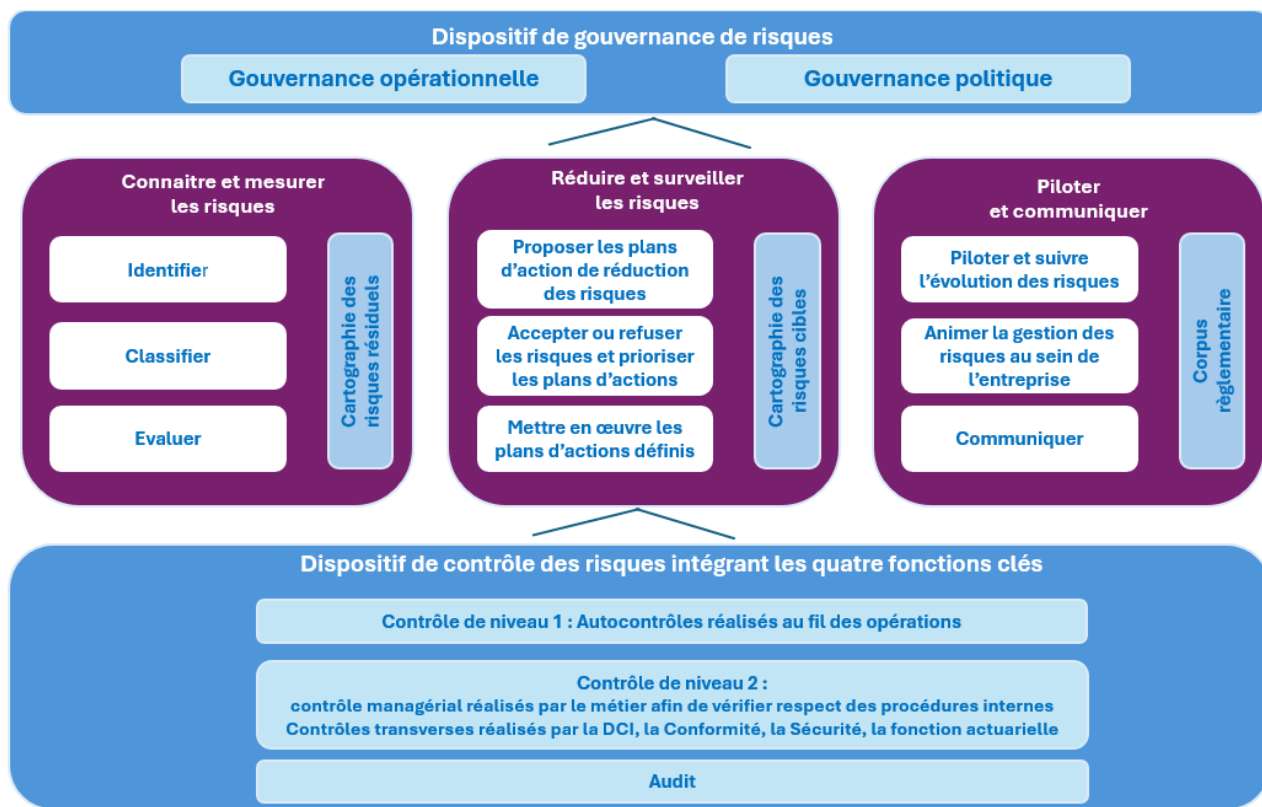 Dispositif de gouvernance de risques
Gouvernance opérationnelle
Gouvernance politique
Connaitre et mesurer
les risques
Identifier
Classifier
Evaluer
Cartographie des
risques résiduels
Réduire et surveiller
les risques
Proposer les plans
d’action de réduction
des risques
Accepter ou refuser
les risques et prioriser
les plans d’actions
Mettre en œuvre les
plans d’actions définis
Cartographie des
risques cibles
Piloter
et communiquer
Piloter et suivre
l’évolution des risques
Animer la gestion des
risques au sein de
l’entreprise
Communiquer
Corpus
règlementaire
Dispositif de contrôle des risques intégrant les quatre fonctions clés
Contrôle de niveau 1 : Autocontrôles réalisés au fil des opérations
Contrôle de niveau 2 :
contrôle managérial réalisés par le métier afin de vérifier respect des procédures internes
Contrôles transverses réalisés par la DCI, la Conformité, la Sécurité, la fonction actuarielle
Audit